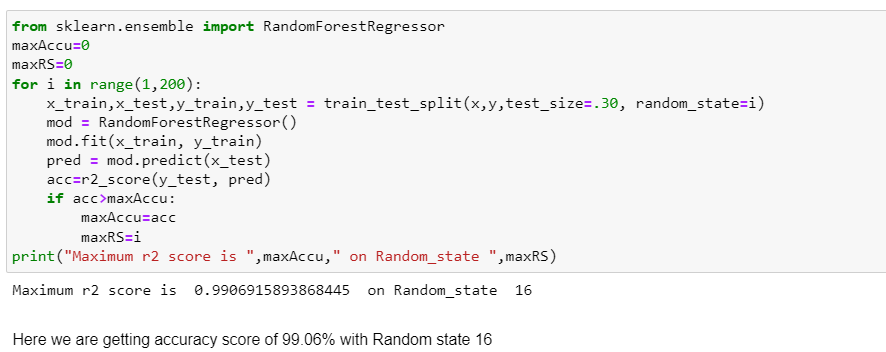 from sklearn.ensemble import RandomForestRegressor
maxAccu=0
maxRS=0
for i in range(1,200):
    x_train,x_test,y_train,y_test = train_test_split(x,y,test_size=.30, random_state=i)
    mod = RandomForestRegressor()
    mod.fit(x_train, y_train)
    pred = mod.predict(x_test)
    acc=r2_score(y_test, pred)
    if acc>maxAccu:
        maxAccu=acc
        maxRS=i
print("Maximum r2 score is ",maxAccu," on Random_state ",maxRS)
Maximum r2 score is  0.9906915893868445  on Random_state  16
Here we are getting accuracy score of 99.06% with Random state 16